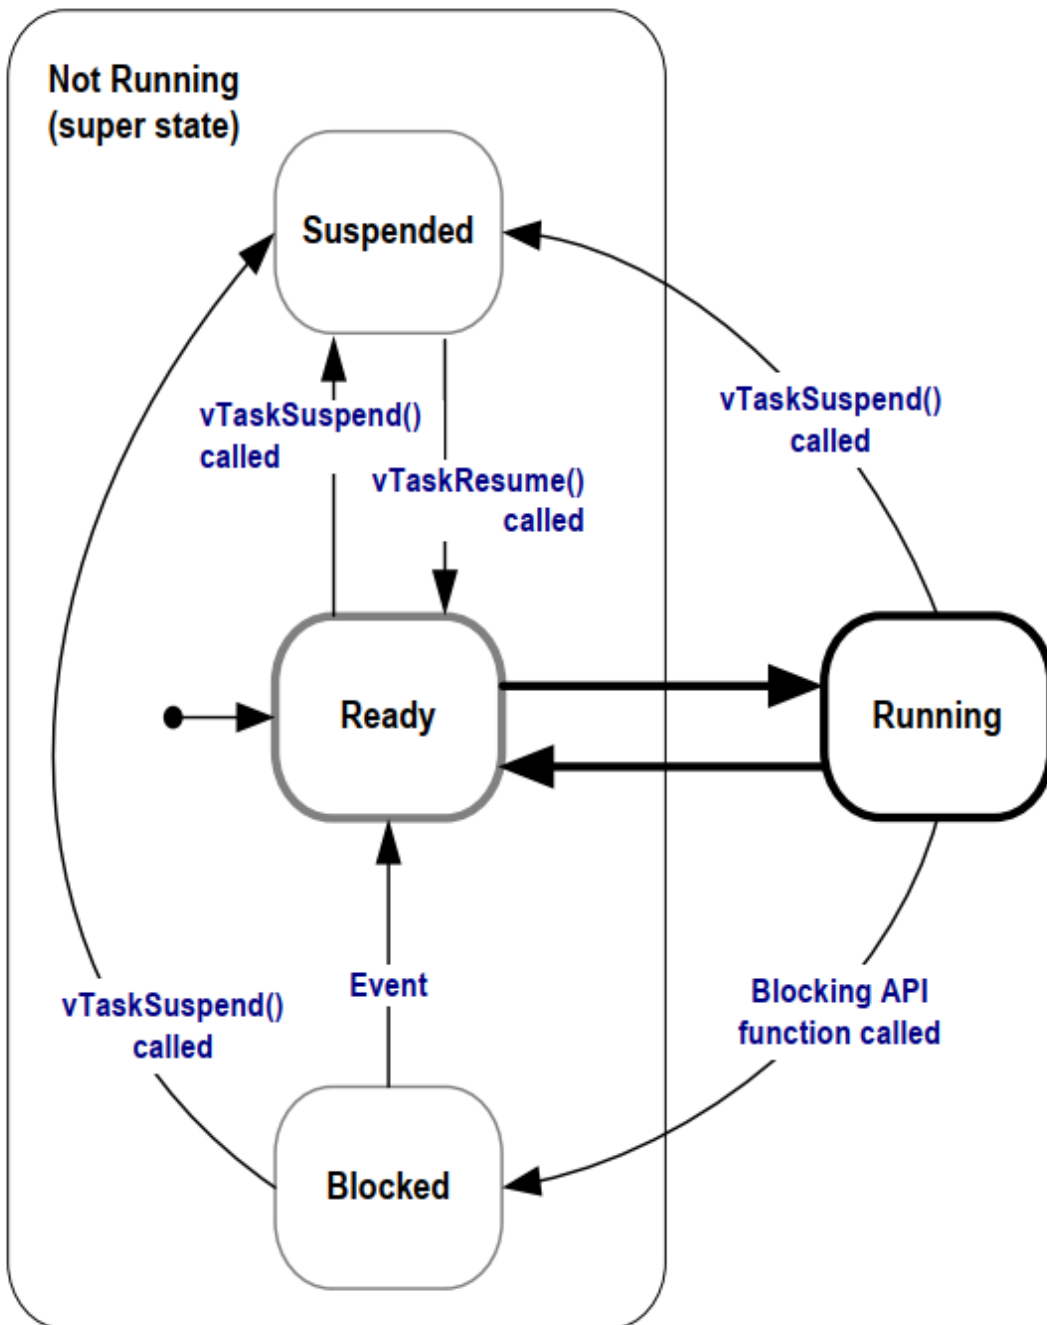 Not Running
(super state)
Suspended
vTaskSuspend()
called
vTaskResume()
called
vTaskSuspend()
called
Ready
Running
vTaskSuspend()
called
Event
Blocking API
function called
Blocked